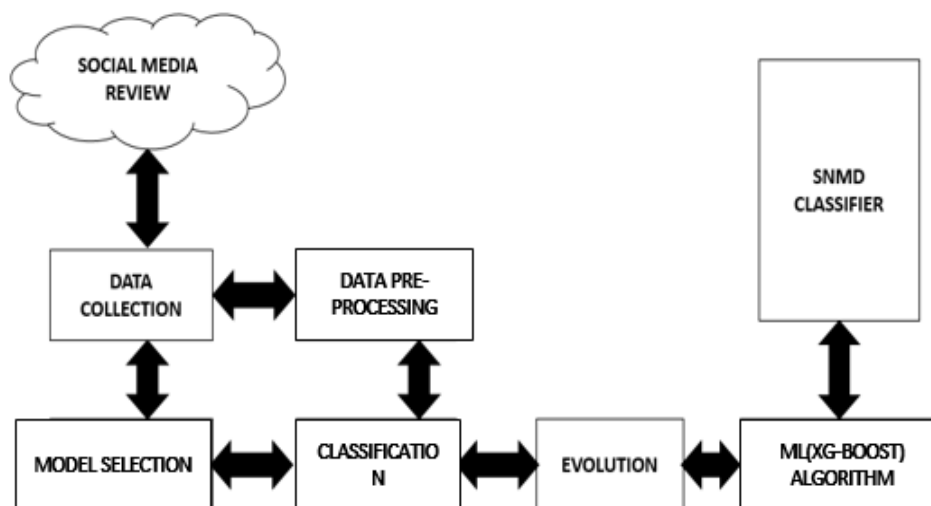 SOCIAL MEDIA
REVIEW
SNMD
CLASSIFIER
DATA
COLLECTION
DATA PRE-
PROCESSING
MODEL SELECTION
CLASSIFICATIO
N
EVOLUTION
ML(XG-BOOST)
ALGORITHM